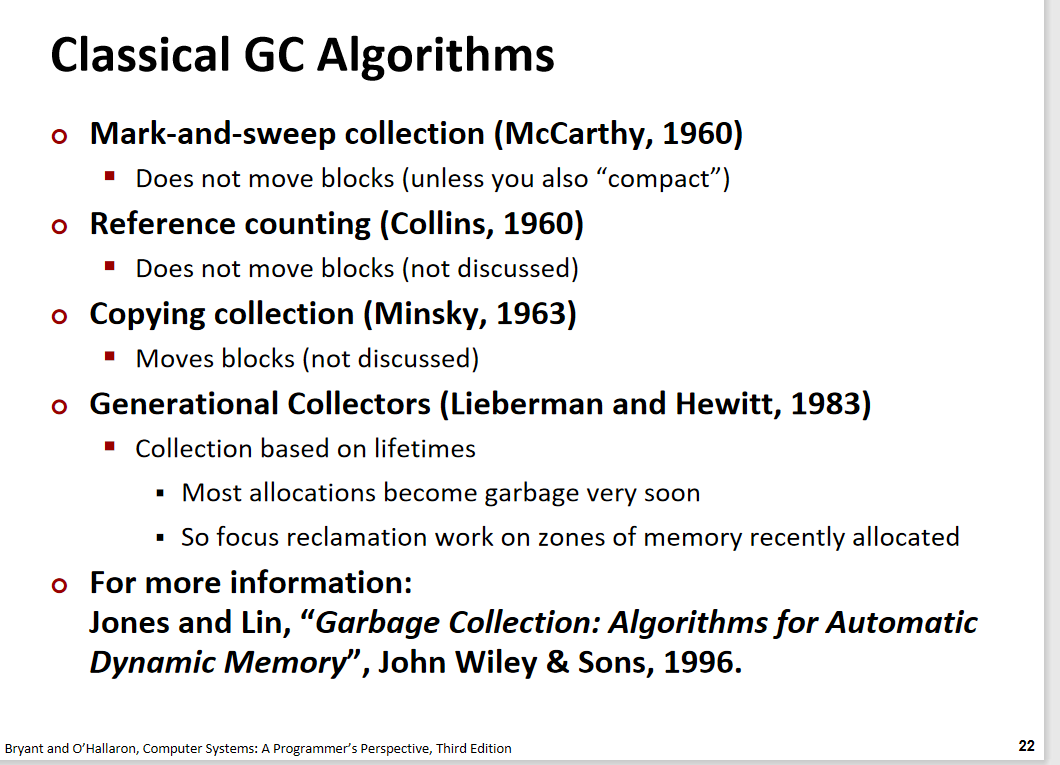 Classical GC Algorithms
Mark-and-sweep collection (McCarthy, 1960)
Does not move blocks (unless you also “compact”)
Reference counting (Collins, 1960)
Does not move blocks (not discussed)
Copying collection (Minsky, 1963)
Moves blocks (not discussed)
Generational Collectors (Lieberman and Hewitt, 1983)
Collection based on lifetimes
Most allocations become garbage very soon
So focus reclamation work on zones of memory recently allocated
For more information:
Jones and Lin, “Garbage Collection: Algorithms for Automatic
Dynamic Memory”, John Wiley & Sons, 1996.
Bryant and O’Hallaron, Computer Systems: A Programmer’s Perspective, Third Edition
22